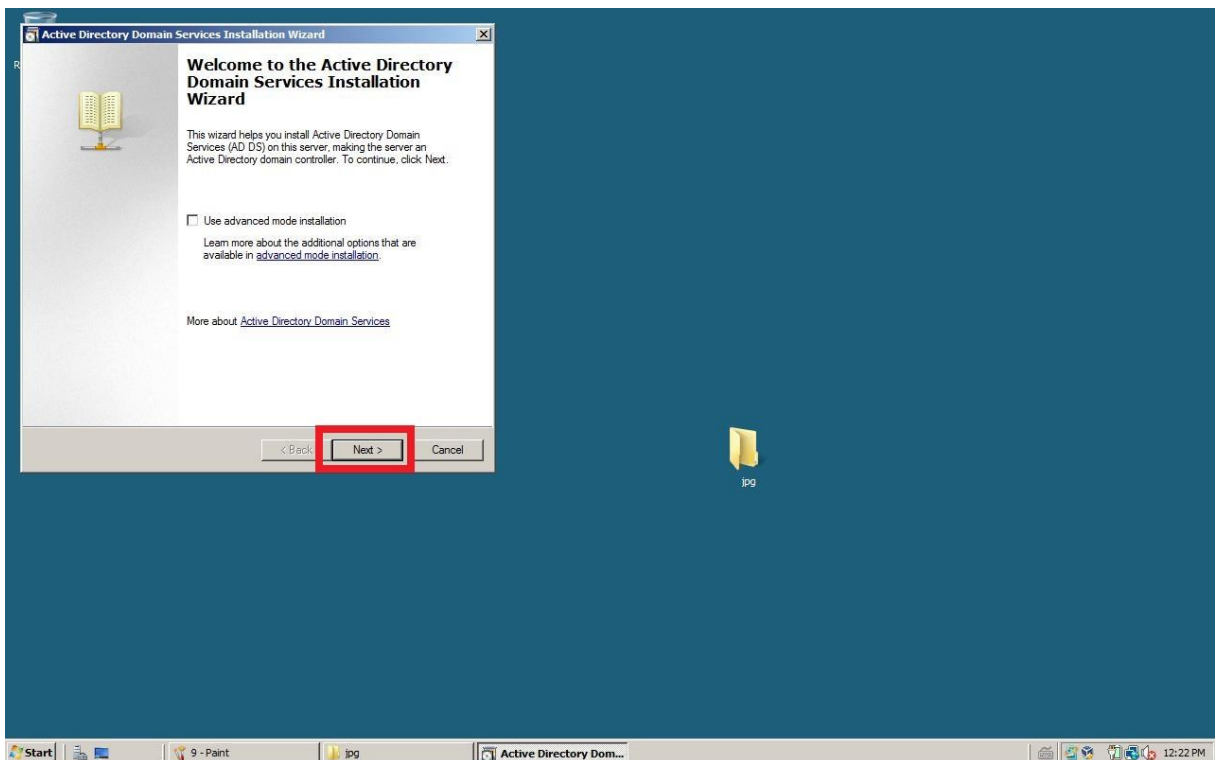 Active Directory Domain Services Installation Wizard
R
Welcome to the Active Directory
Domain Services Installation
Wizard
This wizard helps you install Active Directory Domain
Services (AD DS) on this server, making the server an
Active Directory domain controller. To continue, click Next.
Use advanced mode installation
Learn more about the additional options that are
available in advanced mode installation.
More about Active Directory Domain Services
< Back Next > Cancel
jpg
Start 9 - Paint jpg Active Directory Dom... 12:22 PM